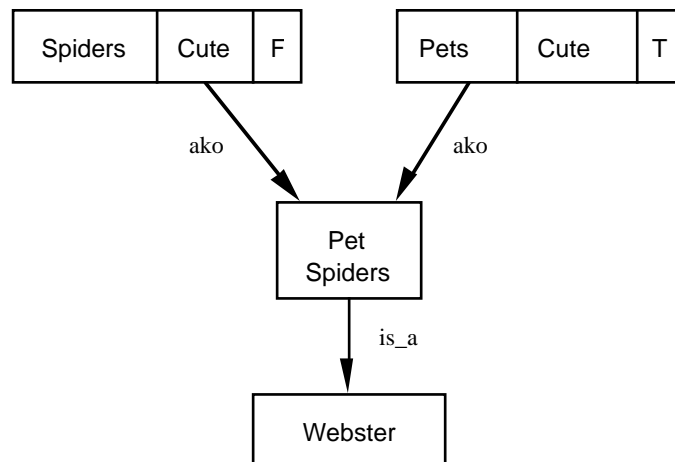 Spiders Cute F Pets Cute T
ako ako
Pet
Spiders
is_a
Webster